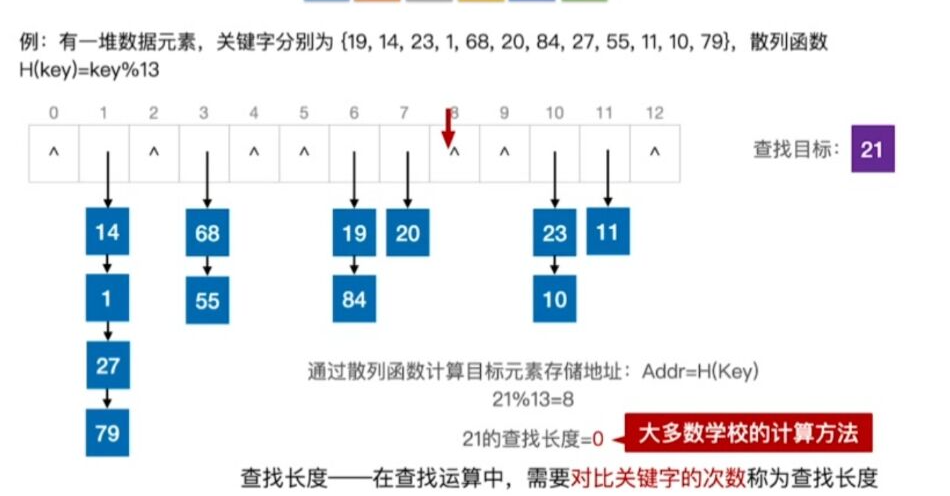 例：有一堆数据元素，关键字分别为 {19, 14, 23, 1, 68, 20, 84, 27, 55, 11, 10, 79}，散列函数
H(key)=key%13
0 1 2 3 4 5 6 7 8 9 10 11 12
^ ^ ^ ^ ^ ^ ^
查找目标： 21
14 68 19 20 23 11
1 55 84 10
27
通过散列函数计算目标元素存储地址：Addr=H(Key)
21%13=8
79
21的查找长度=0 大多数学校的计算方法
查找长度——在查找运算中，需要对比关键字的次数称为查找长度